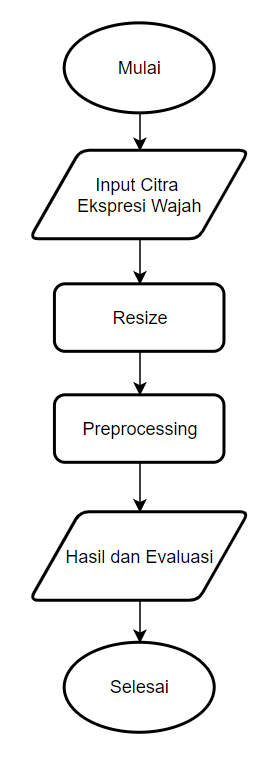 Mulai
Input Citra
Ekspresi Wajah
Resize
Preprocessing
Hasil dan Evaluasi
Selesai